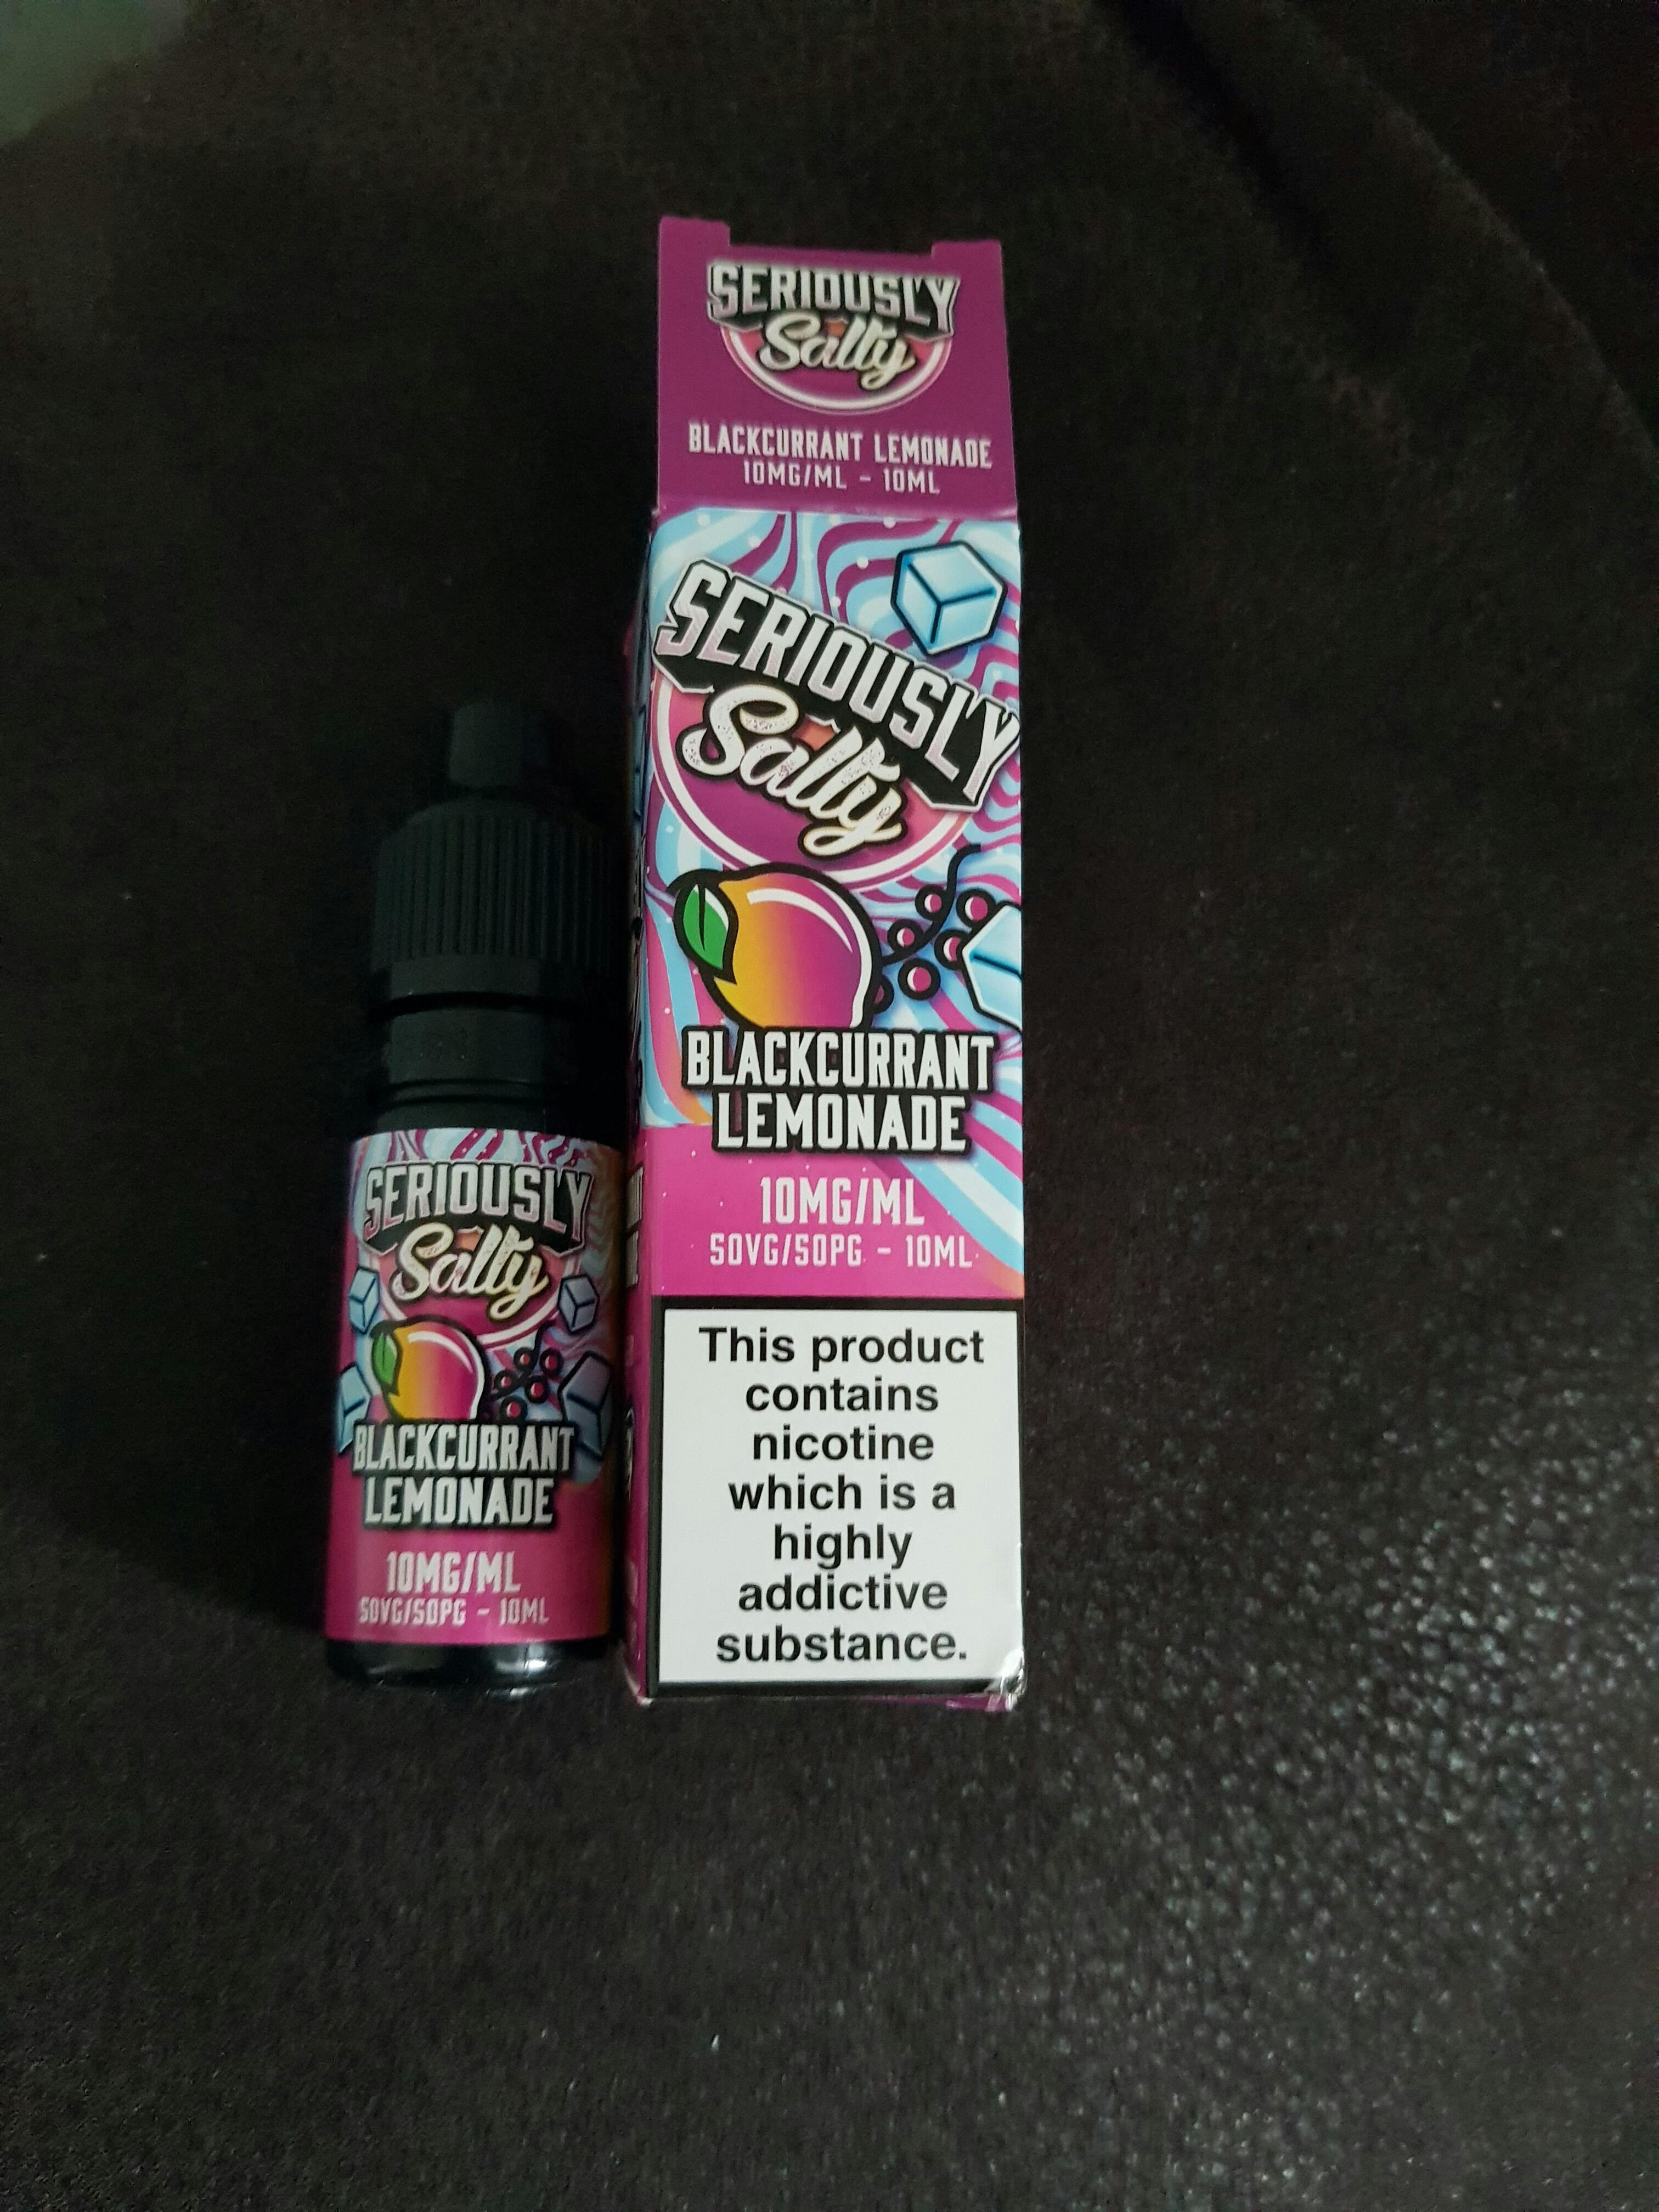 SERIOUSLY
Salty
BLACKCURRANT LEMONADE
10MG/ML - 10ML
SERIOUSLY
Salty
BLACKCURRANT
LEMONADE
10MG/ML
50VG/50PG - 10ML
This product
contains
nicotine
which is a
highly
addictive
substance.
SERIOUSLY
Salty
BLACKCURRANT
LEMONADE
10MG/ML
50VG/50PG - 10ML